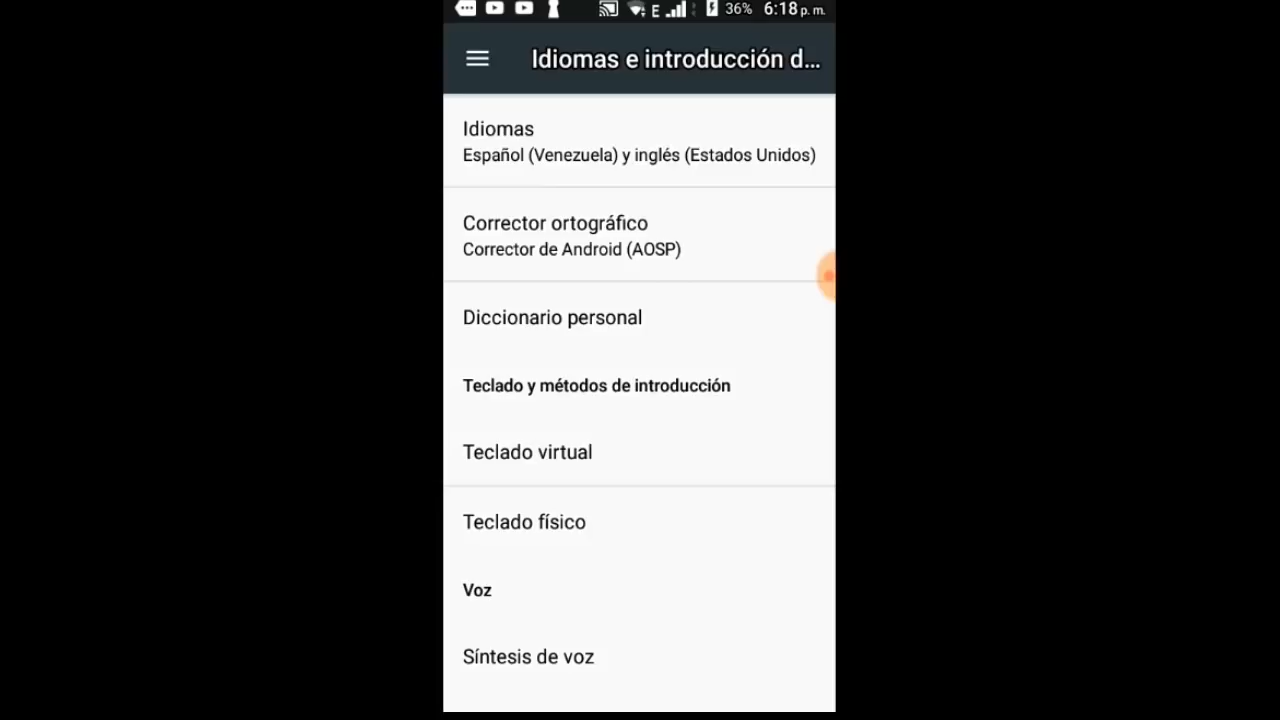 E 36% 6:18 p. m.
Idiomas e introducción d...
Idiomas
Español (Venezuela) y inglés (Estados Unidos)
Corrector ortográfico
Corrector de Android (AOSP)
Diccionario personal
Teclado y métodos de introducción
Teclado virtual
Teclado físico
Voz
Síntesis de voz